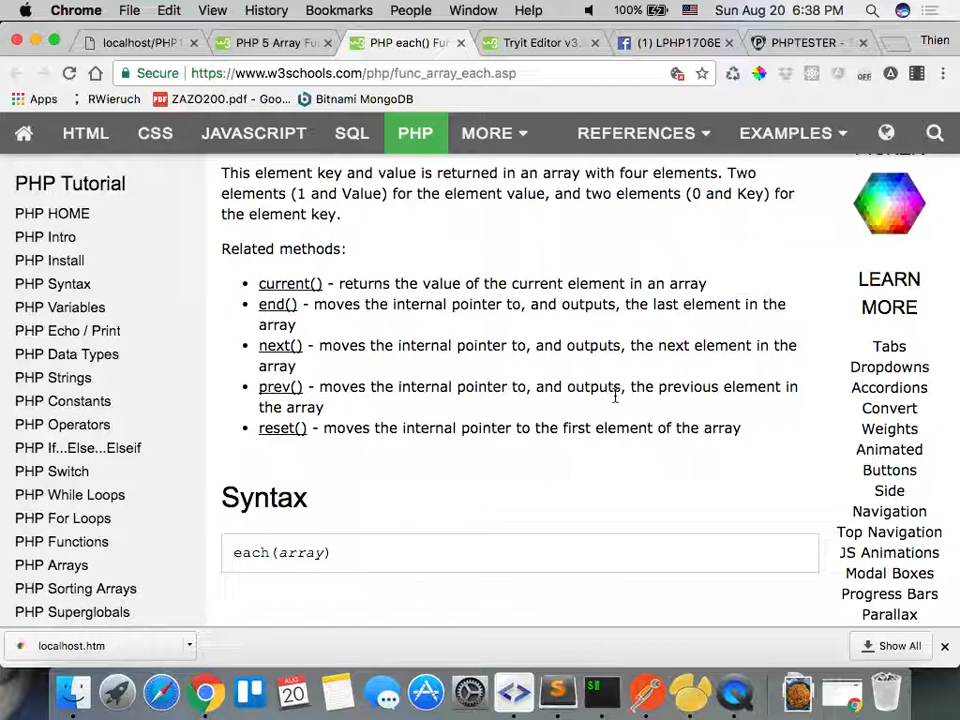 Chrome File Edit View History Bookmarks People Window Help 100% Sun Aug 20 6:38 PM
localhost/PHP1 PHP 5 Array Fu PHP each() Fu Tryit Editor v3. (1) LPHP1706E PHPTESTER - Thien
Secure https://www.w3schools.com/php/func_array_each.asp OFF
Apps RWieruch ZAZO200.pdf - Goo... Bitnami MongoDB
HTML CSS JAVASCRIPT SQL PHP MORE REFERENCES EXAMPLES
PHP Tutorial
PHP HOME
PHP Intro
PHP Install
PHP Syntax
PHP Variables
PHP Echo / Print
PHP Data Types
PHP Strings
PHP Constants
PHP Operators
PHP If...Else...Elseif
PHP Switch
PHP While Loops
PHP For Loops
PHP Functions
PHP Arrays
PHP Sorting Arrays
PHP Superglobals
This element key and value is returned in an array with four elements. Two
elements (1 and Value) for the element value, and two elements (0 and Key) for
the element key.
Related methods:
• current() - returns the value of the current element in an array
• end() - moves the internal pointer to, and outputs, the last element in the
array
• next() - moves the internal pointer to, and outputs, the next element in the
array
• prev() - moves the internal pointer to, and outputs, the previous element in
the array
• reset() - moves the internal pointer to the first element of the array
Syntax
each(array)
LEARN
MORE
Tabs
Dropdowns
Accordions
Convert
Weights
Animated
Buttons
Side
Navigation
Top Navigation
JS Animations
Modal Boxes
Progress Bars
Parallax
localhost.htm Show All
AUG
20